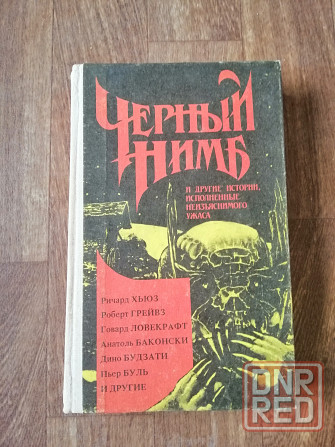 ЧЕРНЫЙ
НИМБ
И ДРУГИЕ ИСТОРИИ,
ИСПОЛНЕННЫЕ
НЕИЗЪЯСНИМОГО
УЖАСА
Ричард ХЬЮЗ
Роберт ГРЕЙВЗ
Говард ЛОВЕКРАФТ
Анатоль БАКОНСКИ
Дино БУДЗАТИ
Пьер БУЛЬ
И ДРУГИЕ
DNR
RED